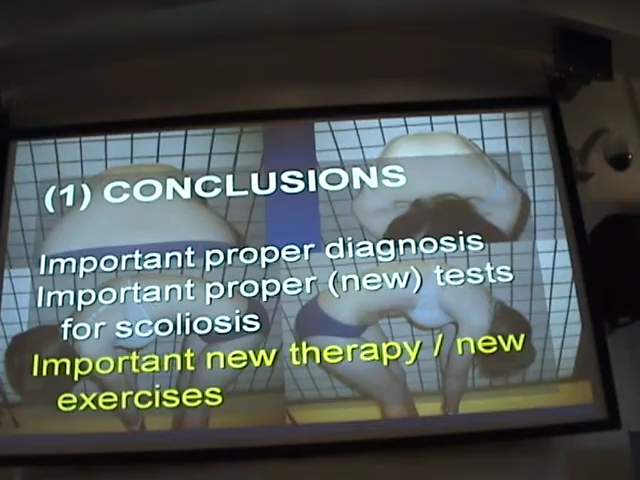 (1) CONCLUSIONS
Important proper diagnosis
Important proper (new) tests
for scoliosis
Important new therapy / new
exercises